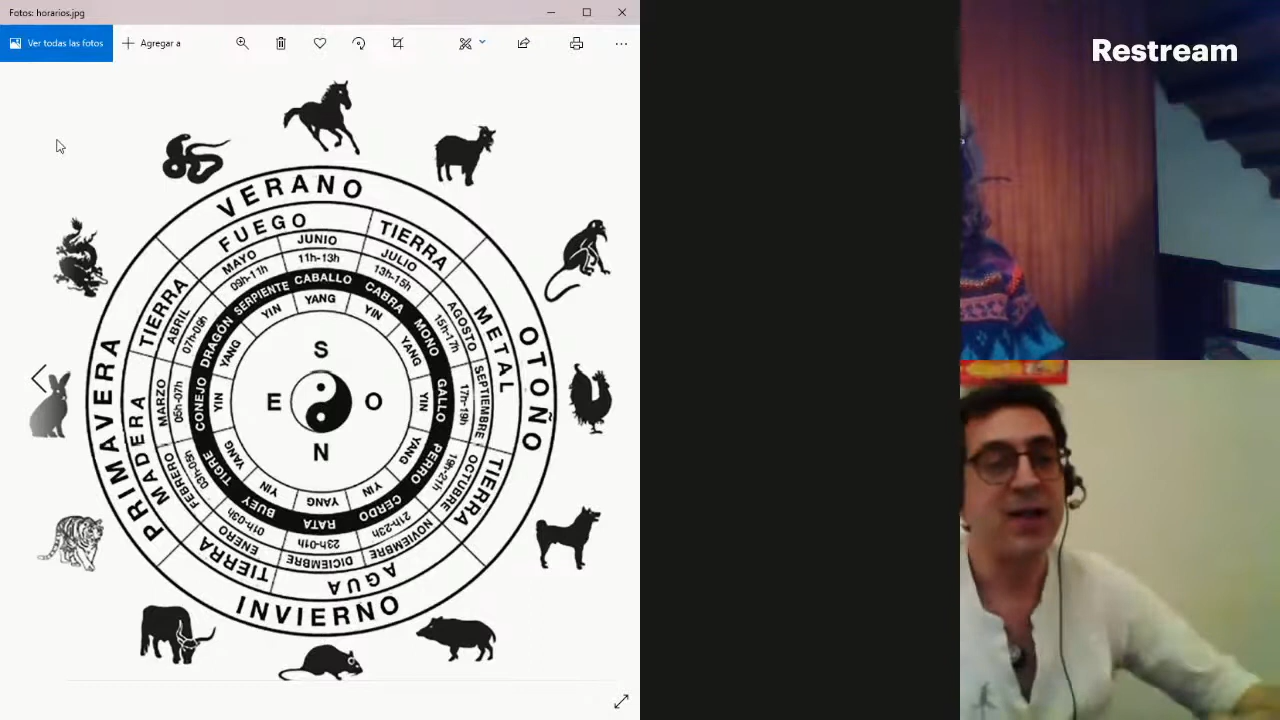 Fotos: horarios.jpg
Ver todas las fotos
Agregar a
Restream
VERANO
FUEGO
TIERRA
JUNIO
MAYO
JULIO
11h-13h
09h-11h
13h-15h
SERPIENTE
CABALLO
CABRA
YIN
YANG
YIN
TIERRA
ABRIL
07h-09h
DRAGÓN
YANG
METAL
AGOSTO
15h-17h
MONO
YANG
PRIMAVERA
MADERA
MARZO
05h-07h
CONEJO
YIN
OTOÑO
SEPTIEMBRE
17h-19h
GALLO
YIN
S
E
O
N
FEBRERO
03h-05h
TIGRE
YANG
TIERRA
OCTUBRE
19h-21h
PERRO
YANG
YIN
YANG
YIN
BUEY
RATA
CERDO
01h-03h
23h-01h
21h-23h
ENERO
DICIEMBRE
NOVIEMBRE
TIERRA
AGUA
INVIERNO